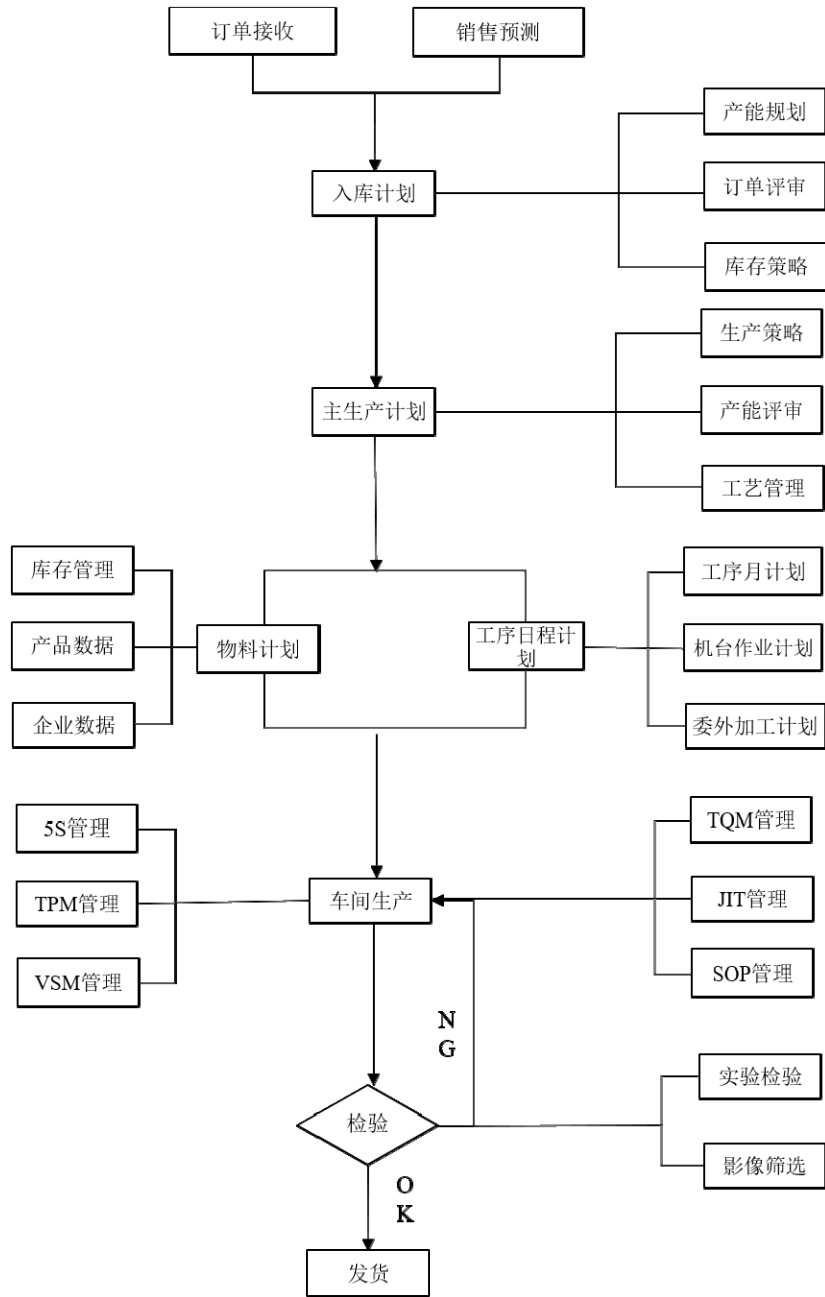 订单接收
销售预测
产能规划
入库计划
订单评审
库存策略
生产策略
主生产计划
产能评审
工艺管理
库存管理
工序月计划
产品数据
物料计划
工序日程计
划
机台作业计划
企业数据
委外加工计划
5S管理
TQM管理
TPM管理
车间生产
JIT管理
VSM管理
SOP管理
N
G
实验检验
检验
影像筛选
O
K
发货